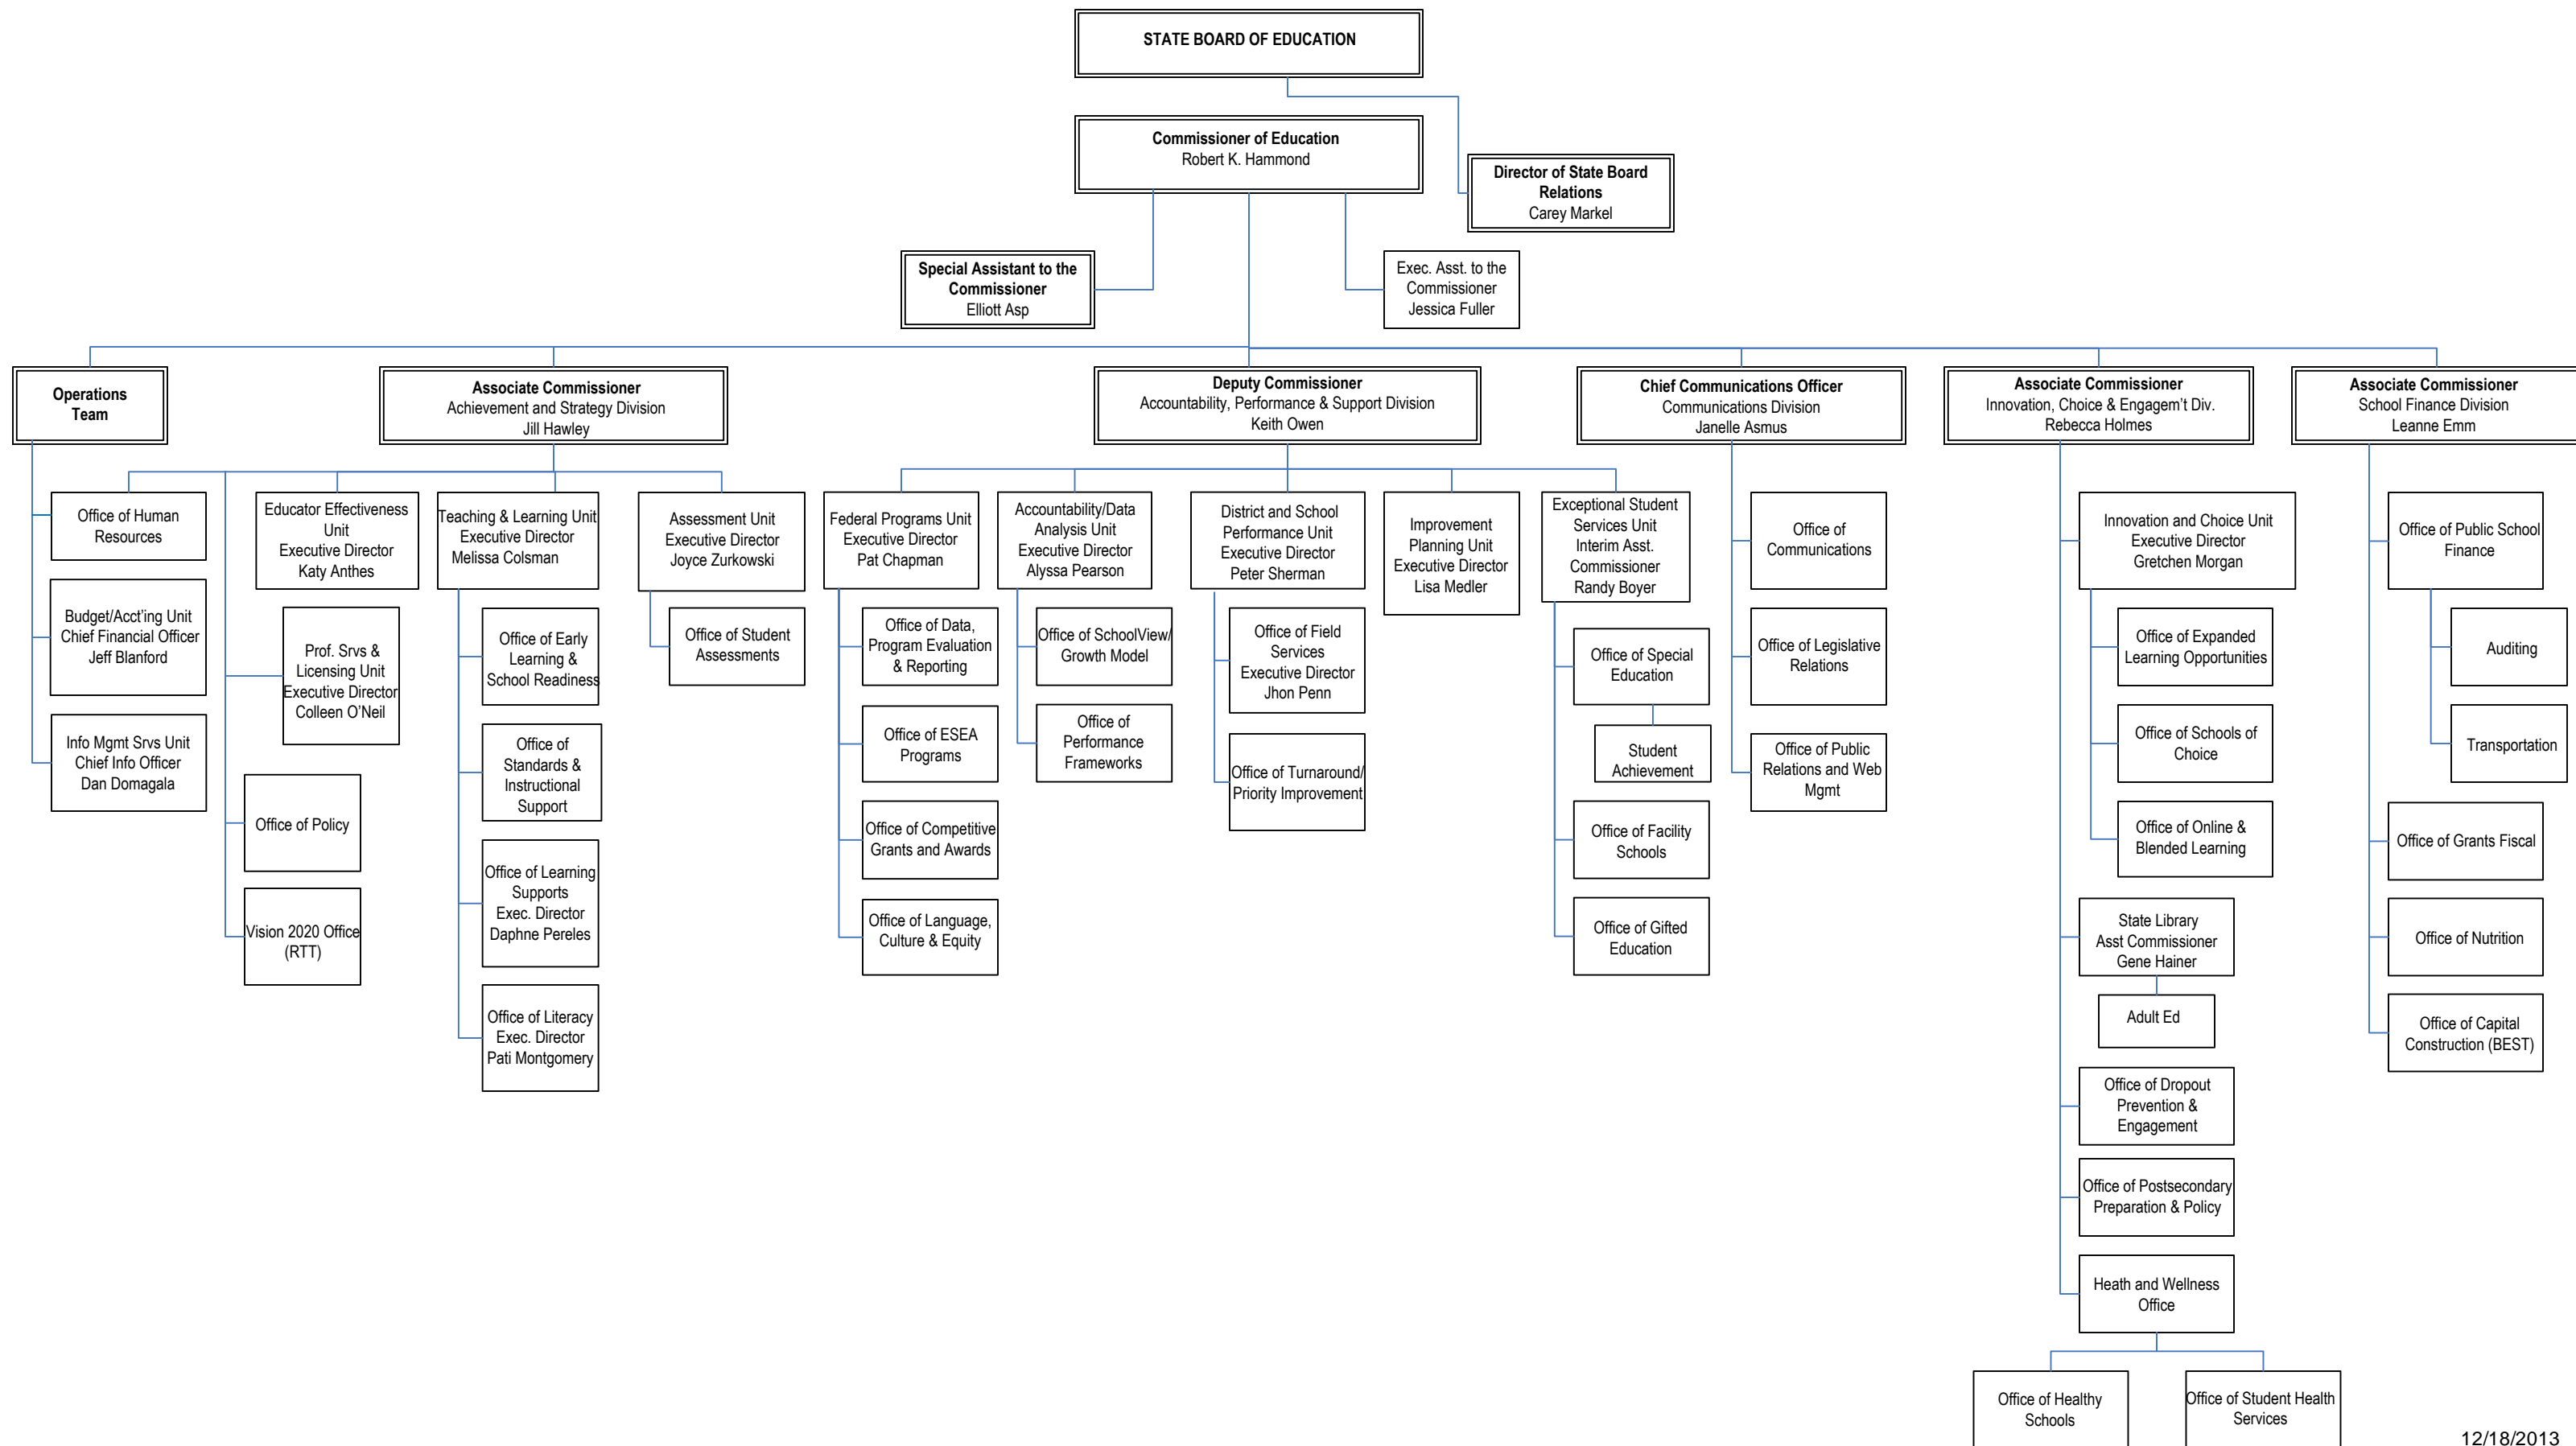 STATE BOARD OF EDUCATION
Commissioner of Education
Robert K. Hammond
Director of State Board
Relations
Carey Markel
Special Assistant to the
Commissioner
Elliott Asp
Exec. Asst. to the
Commissioner
Jessica Fuller
Operations
Team
Associate Commissioner
Achievement and Strategy Division
Jill Hawley
Deputy Commissioner
Accountability, Performance & Support Division
Keith Owen
Chief Communications Officer
Communications Division
Janelle Asmus
Associate Commissioner
Innovation, Choice & Engagem’t Div.
Rebecca Holmes
Associate Commissioner
School Finance Division
Leanne Emm
Office of Human
Resources
Budget/Acct’ing Unit
Chief Financial Officer
Jeff Blanford
Info Mgmt Srvs Unit
Chief Info Officer
Dan Domagala
Educator Effectiveness
Unit
Executive Director
Katy Anthes
Prof. Srvs &
Licensing Unit
Executive Director
Colleen O’Neil
Office of Policy
Vision 2020 Office
(RTT)
Teaching & Learning Unit
Executive Director
Melissa Colsman
Office of Early
Learning &
School Readiness
Office of
Standards &
Instructional
Support
Office of Learning
Supports
Exec. Director
Daphne Pereles
Office of Literacy
Exec. Director
Pati Montgomery
Assessment Unit
Executive Director
Joyce Zurkowski
Office of Student
Assessments
Federal Programs Unit
Executive Director
Pat Chapman
Office of Data,
Program Evaluation
& Reporting
Office of ESEA
Programs
Office of Competitive
Grants and Awards
Office of Language,
Culture & Equity
Accountability/Data
Analysis Unit
Executive Director
Alyssa Pearson
Office of SchoolView/
Growth Model
Office of
Performance
Frameworks
District and School
Performance Unit
Executive Director
Peter Sherman
Office of Field
Services
Executive Director
Jhon Penn
Office of Turnaround/
Priority Improvement
Improvement
Planning Unit
Executive Director
Lisa Medler
Exceptional Student
Services Unit
Interim Asst.
Commissioner
Randy Boyer
Office of Special
Education
Student
Achievement
Office of Facility
Schools
Office of Gifted
Education
Office of
Communications
Office of Legislative
Relations
Office of Public
Relations and Web
Mgmt
Innovation and Choice Unit
Executive Director
Gretchen Morgan
Office of Expanded
Learning Opportunities
Office of Schools of
Choice
Office of Online &
Blended Learning
State Library
Asst Commissioner
Gene Hainer
Adult Ed
Office of Dropout
Prevention &
Engagement
Office of Postsecondary
Preparation & Policy
Heath and Wellness
Office
Office of Healthy
Schools
Office of Student Health
Services
Office of Public School
Finance
Auditing
Transportation
Office of Grants Fiscal
Office of Nutrition
Office of Capital
Construction (BEST)
12/18/2013